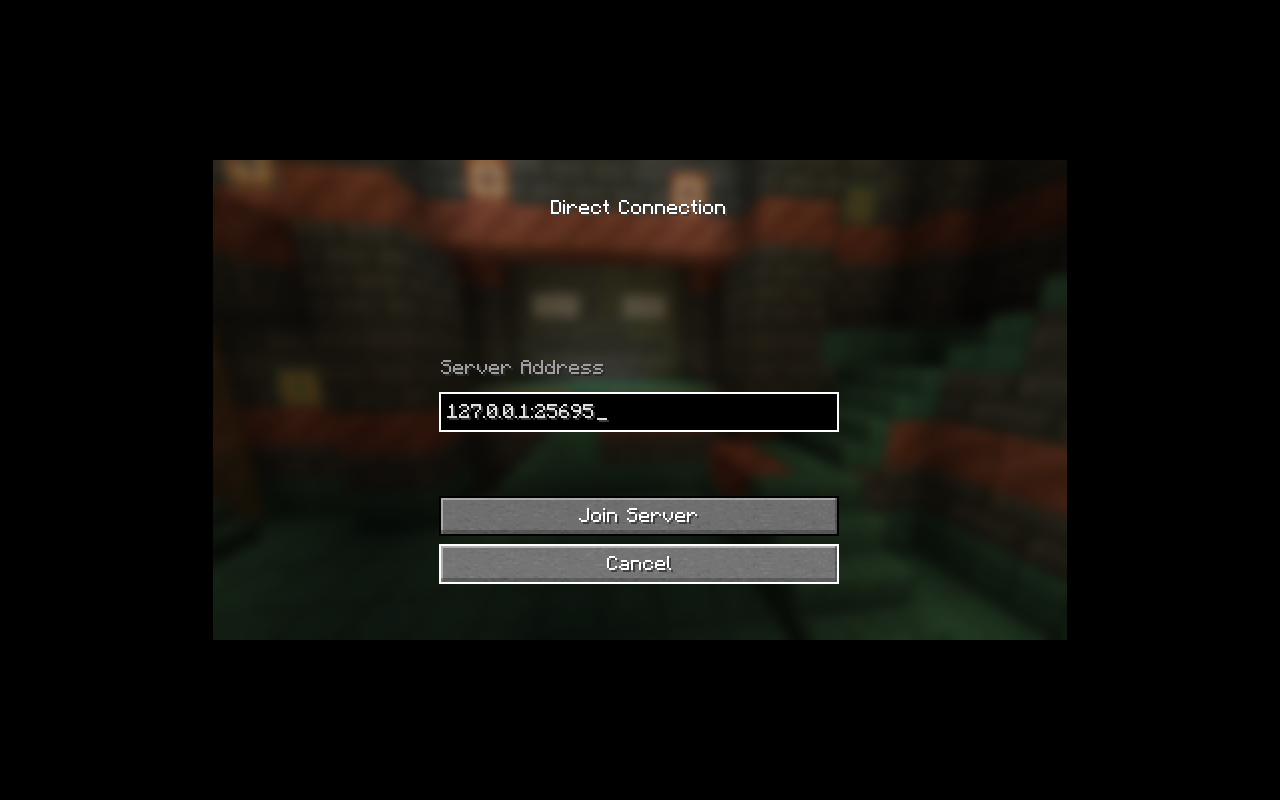 Direct Connection
Server Address
127.0.0.1:25695_
Join Server
Cancel